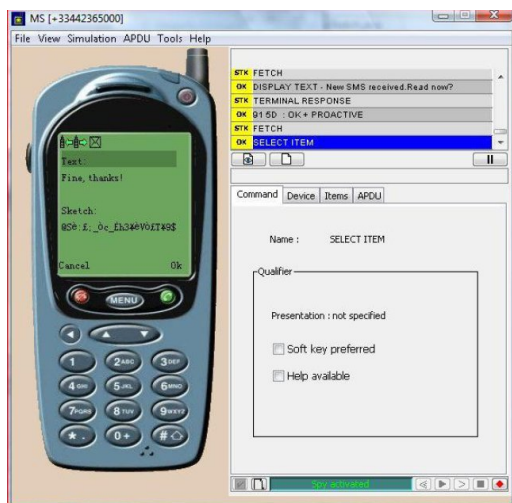 MS [+33442365000]
File View Simulation APDU Tools Help
STK FETCH
OK DISPLAY TEXT - New SMS received.Read now?
STK TERMINAL RESPONSE
OK 91 5D : OK + PROACTIVE
STK FETCH
OK SELECT ITEM
Text:
Fine, thanks!
Sketch:
Cancel Ok
MENU
1 2ABC 3DEF
4GHI 5JKL 6MNO
7PQRS 8TUV 9WXYZ
* . 0+ #
Command Device Items APDU
Name : SELECT ITEM
Qualifier
Presentation : not specified
Soft key preferred
Help available
Spy activated